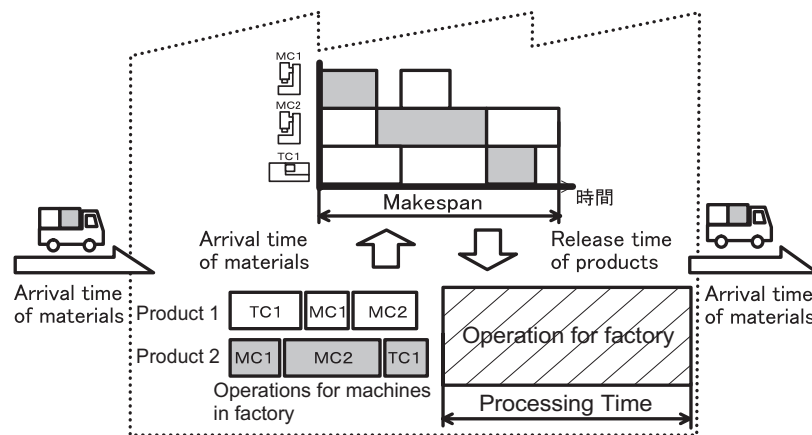 MC1
MC2
TC1
時間
Makespan
Arrival time
of materials
Release time
of products
Arrival time
of materials
Arrival time
of materials
Product 1
TC1
MC1
MC2
Product 2
MC1
MC2
TC1
Operations for machines
in factory
Operation for factory
Processing Time